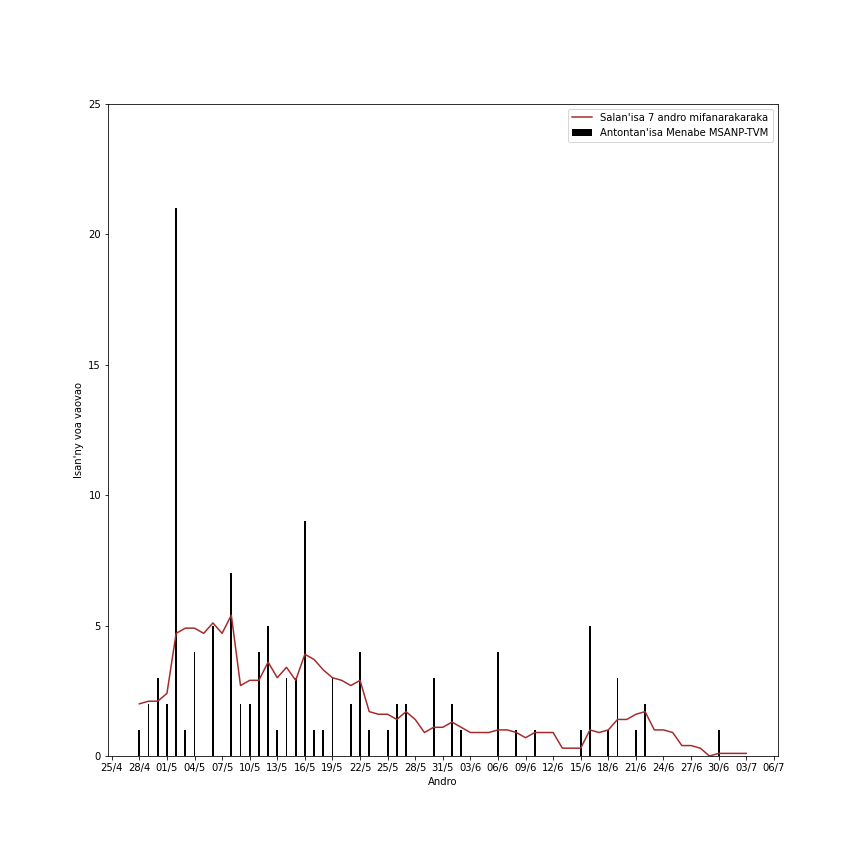 Salan'isa 7 andro mifanarakaraka
Antontan'isa Menabe MSANP-TVM
25
20
15
10
5
0
Isan'ny voa vaovao
25/4 28/4 01/5 04/5 07/5 10/5 13/5 16/5 19/5 22/5 25/5 28/5 31/5 03/6 06/6 09/6 12/6 15/6 18/6 21/6 24/6 27/6 30/6 03/7 06/7
Andro